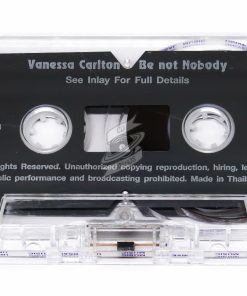 Vanessa Carlton Be not Nobody
See Inlay For Full Details
ights Reserved. Unauthorized copying reproduction, hiring, le
blic performance and broadcasting prohibited. Made in Thail